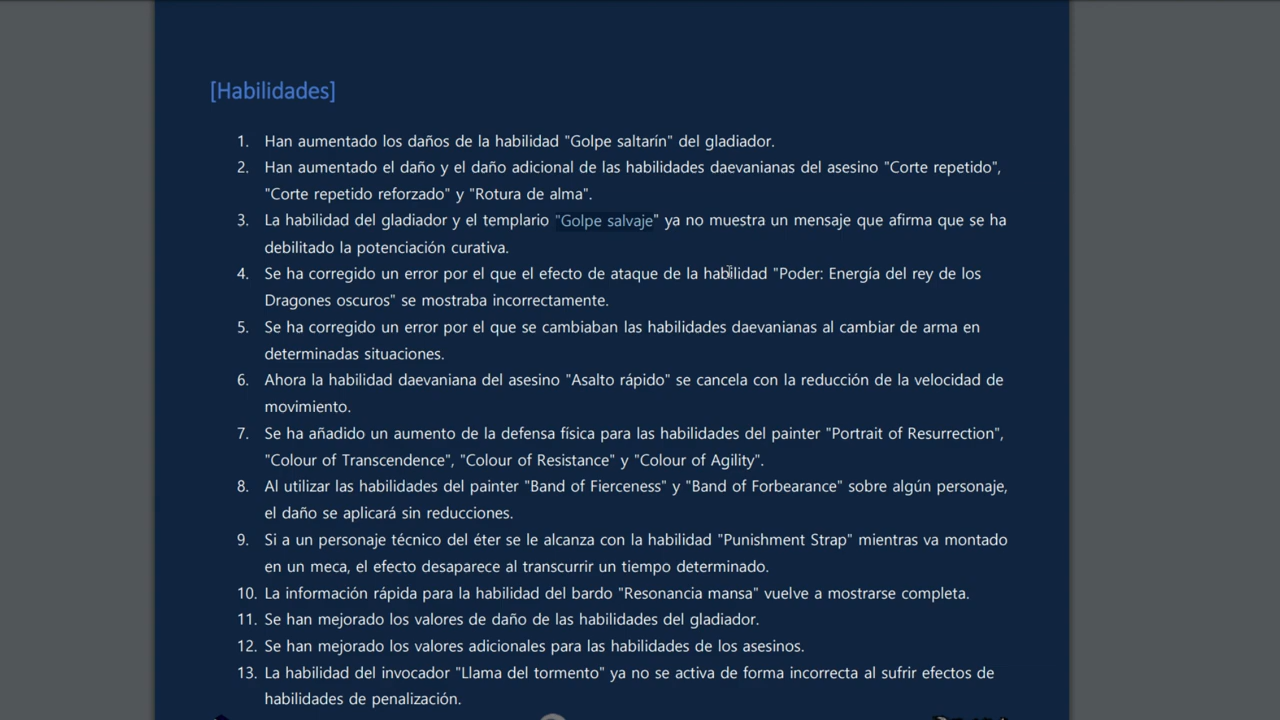 [Habilidades]
1. Han aumentado los daños de la habilidad "Golpe saltarín" del gladiador.
2. Han aumentado el daño y el daño adicional de las habilidades daevanianas del asesino "Corte repetido",
"Corte repetido reforzado" y "Rotura de alma".
3. La habilidad del gladiador y el templario "Golpe salvaje" ya no muestra un mensaje que afirma que se ha
debilitado la potenciación curativa.
4. Se ha corregido un error por el que el efecto de ataque de la habilidad "Poder: Energía del rey de los
Dragones oscuros" se mostraba incorrectamente.
5. Se ha corregido un error por el que se cambiaban las habilidades daevanianas al cambiar de arma en
determinadas situaciones.
6. Ahora la habilidad daevaniana del asesino "Asalto rápido" se cancela con la reducción de la velocidad de
movimiento.
7. Se ha añadido un aumento de la defensa física para las habilidades del painter "Portrait of Resurrection",
"Colour of Transcendence", "Colour of Resistance" y "Colour of Agility".
8. Al utilizar las habilidades del painter "Band of Fierceness" y "Band of Forbearance" sobre algún personaje,
el daño se aplicará sin reducciones.
9. Si a un personaje técnico del éter se le alcanza con la habilidad "Punishment Strap" mientras va montado
en un meca, el efecto desaparece al transcurrir un tiempo determinado.
10. La información rápida para la habilidad del bardo "Resonancia mansa" vuelve a mostrarse completa.
11. Se han mejorado los valores de daño de las habilidades del gladiador.
12. Se han mejorado los valores adicionales para las habilidades de los asesinos.
13. La habilidad del invocador "Llama del tormento" ya no se activa de forma incorrecta al sufrir efectos de
habilidades de penalización.